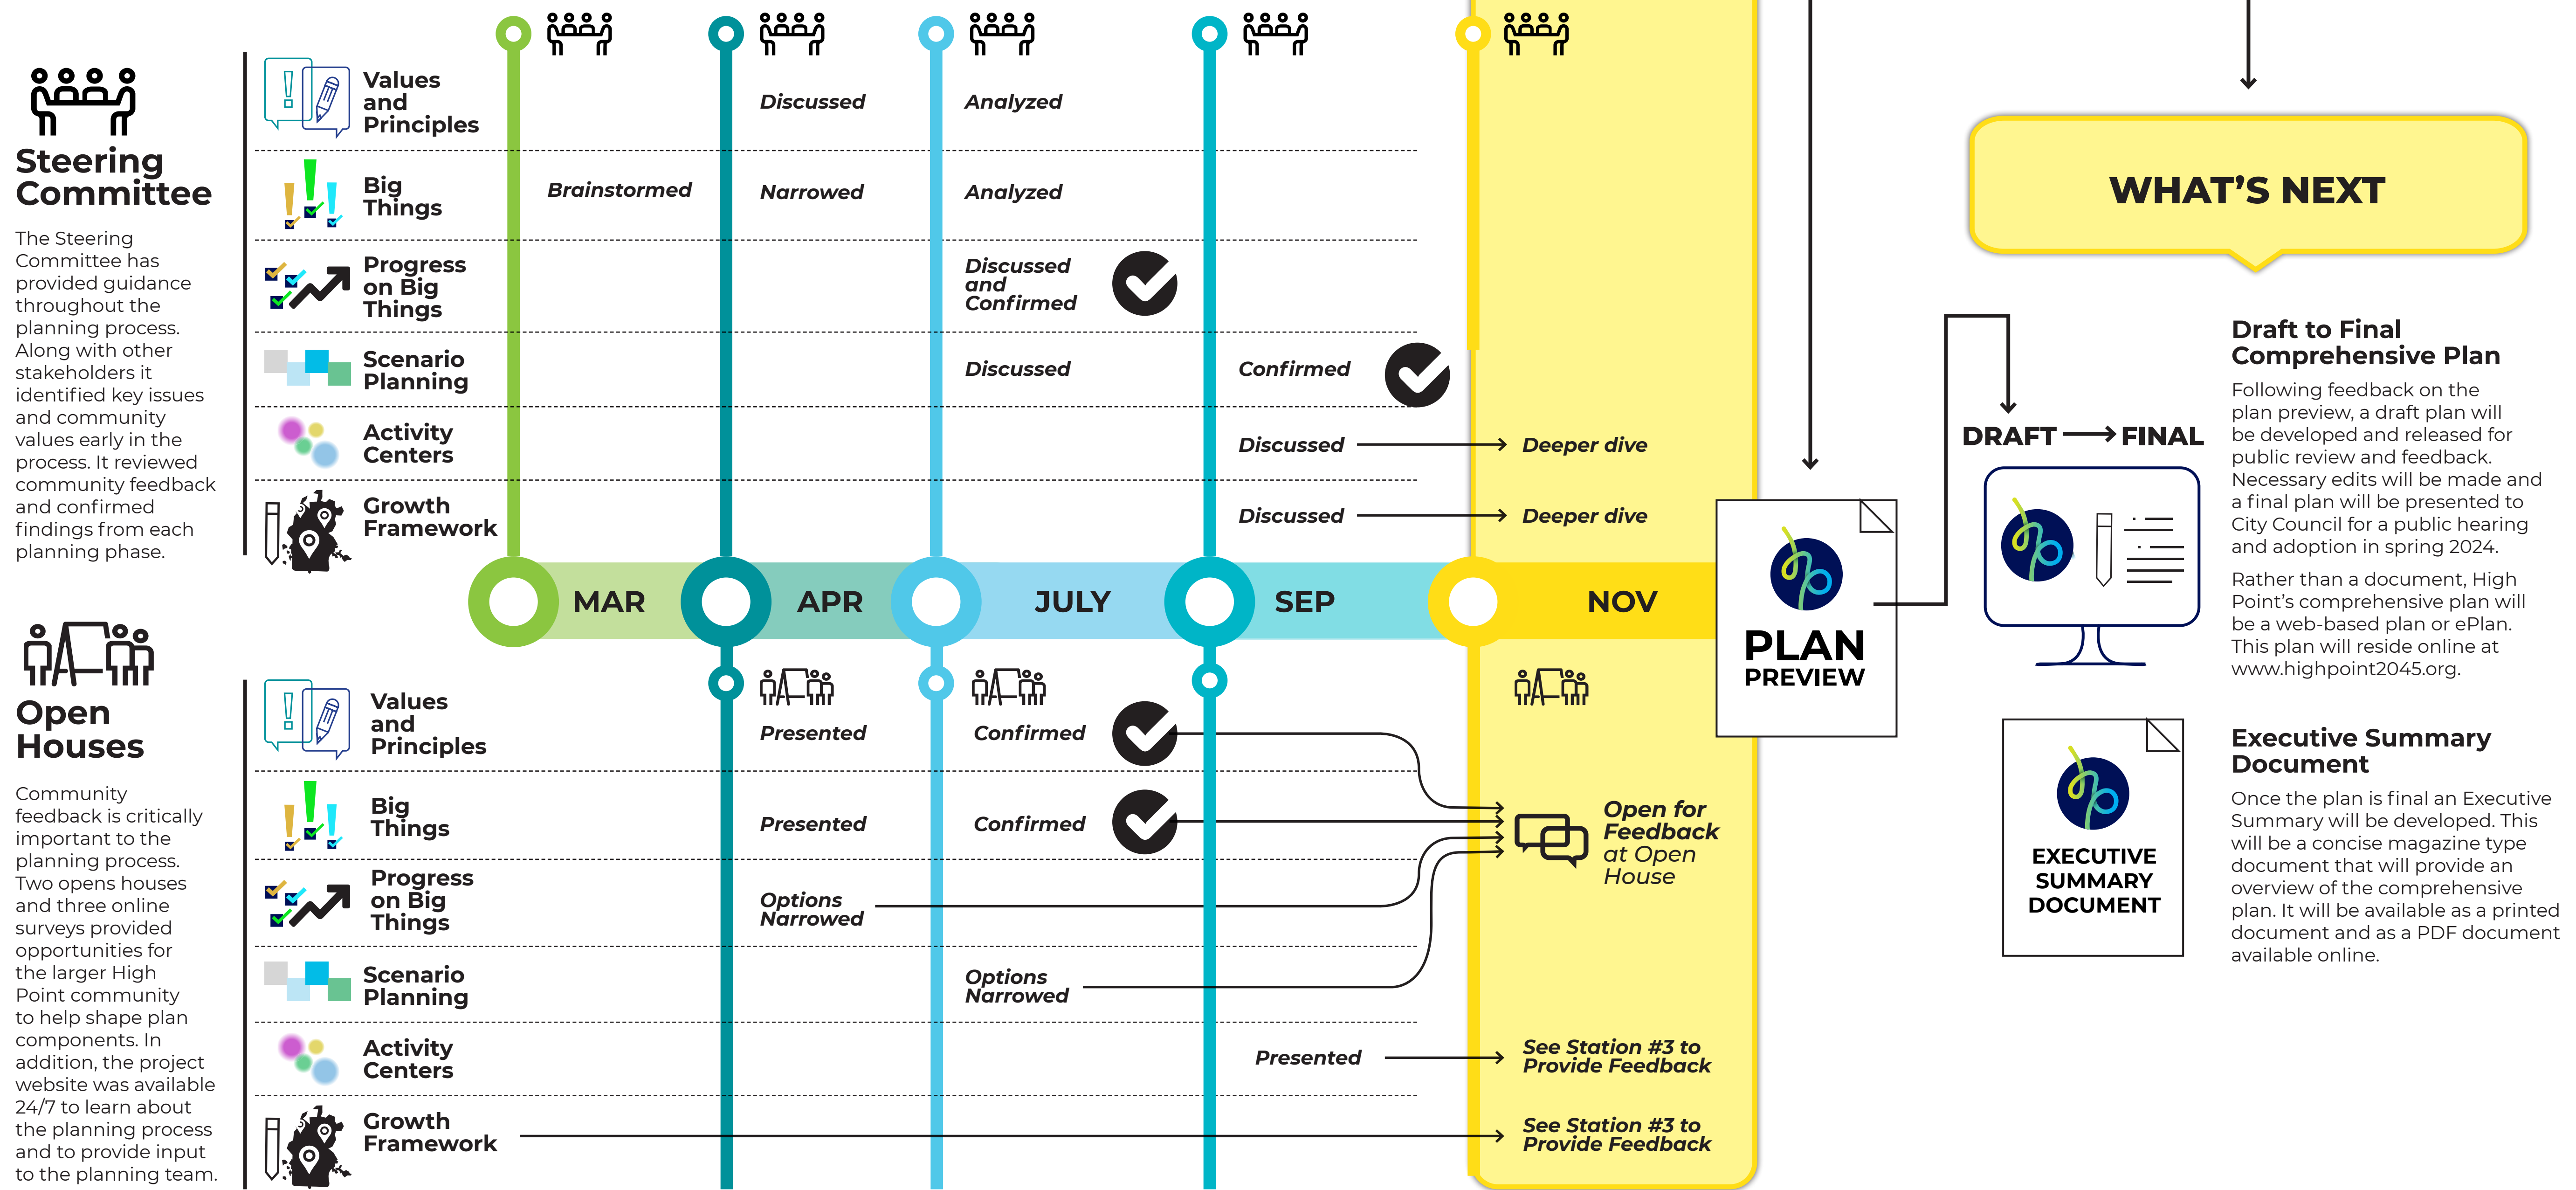 Steering
Committee
The Steering
Committee has
provided guidance
throughout the
planning process.
Along with other
stakeholders it
identified key issues
and community
values early in the
process. It reviewed
community feedback
and confirmed
findings from each
planning phase.
Values
and
Principles
Discussed
Analyzed
Big
Things
Brainstormed
Narrowed
Analyzed
Progress
on Big
Things
Discussed
and
Confirmed
Scenario
Planning
Discussed
Confirmed
Activity
Centers
Discussed
Deeper dive
Growth
Framework
Discussed
Deeper dive
MAR
APR
JULY
SEP
NOV
Open
Houses
Community
feedback is critically
important to the
planning process.
Two opens houses
and three online
surveys provided
opportunities for
the larger High
Point community
to help shape plan
components. In
addition, the project
website was available
24/7 to learn about
the planning process
and to provide input
to the planning team.
Values
and
Principles
Presented
Confirmed
Big
Things
Presented
Confirmed
Progress
on Big
Things
Options
Narrowed
Scenario
Planning
Options
Narrowed
Open for
Feedback
at Open
House
Activity
Centers
Presented
See Station #3 to
Provide Feedback
Growth
Framework
See Station #3 to
Provide Feedback
PLAN
PREVIEW
WHAT'S NEXT
DRAFT
FINAL
Draft to Final
Comprehensive Plan
Following feedback on the
plan preview, a draft plan will
be developed and released for
public review and feedback.
Necessary edits will be made and
a final plan will be presented to
City Council for a public hearing
and adoption in spring 2024.
Rather than a document, High
Point's comprehensive plan will
be a web-based plan or ePlan.
This plan will reside online at
www.highpoint2045.org.
EXECUTIVE
SUMMARY
DOCUMENT
Executive Summary
Document
Once the plan is final an Executive
Summary will be developed. This
will be a concise magazine type
document that will provide an
overview of the comprehensive
plan. It will be available as a printed
document and as a PDF document
available online.